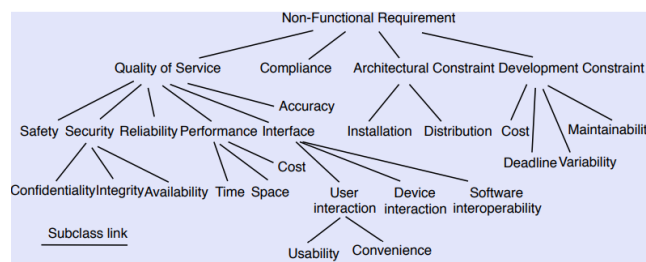 Non-Functional Requirement
Quality of Service Compliance Architectural Constraint Development Constraint
Accuracy
Safety Security Reliability Performance Interface Installation Distribution Cost Maintainabilit
Cost Deadline Variability
Confidentiality Integrity Availability Time Space User interaction Device interaction Software interoperability
Subclass link
Usability Convenience